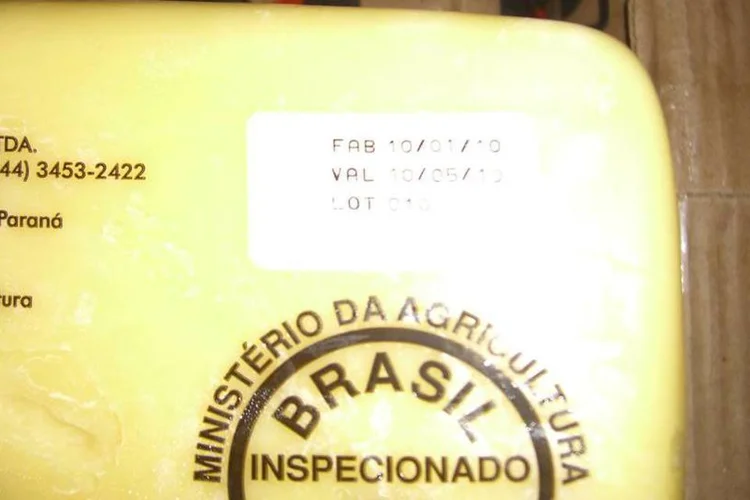 TDA.
44) 3453-2422
Paraná
tura
FAB 10/01/10
VAL 10/05/10
LOT 010
MINISTÉRIO DA AGRICULTURA
BRASIL
INSPECIONADO